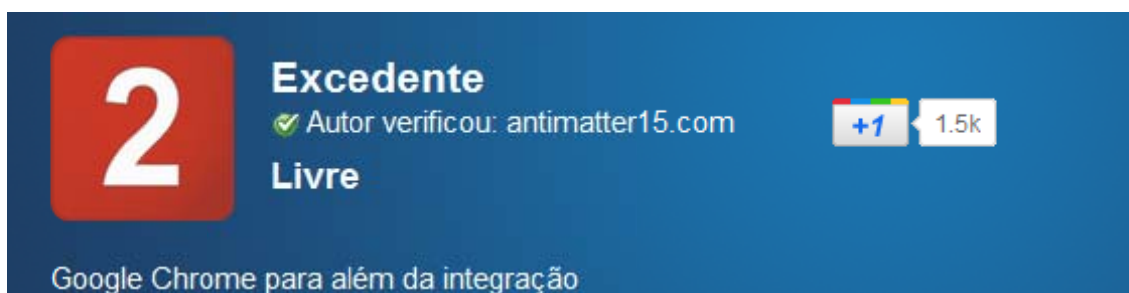 2
Excedente
Autor verificou: antimatter15.com
+1 1.5k
Livre
Google Chrome para além da integração